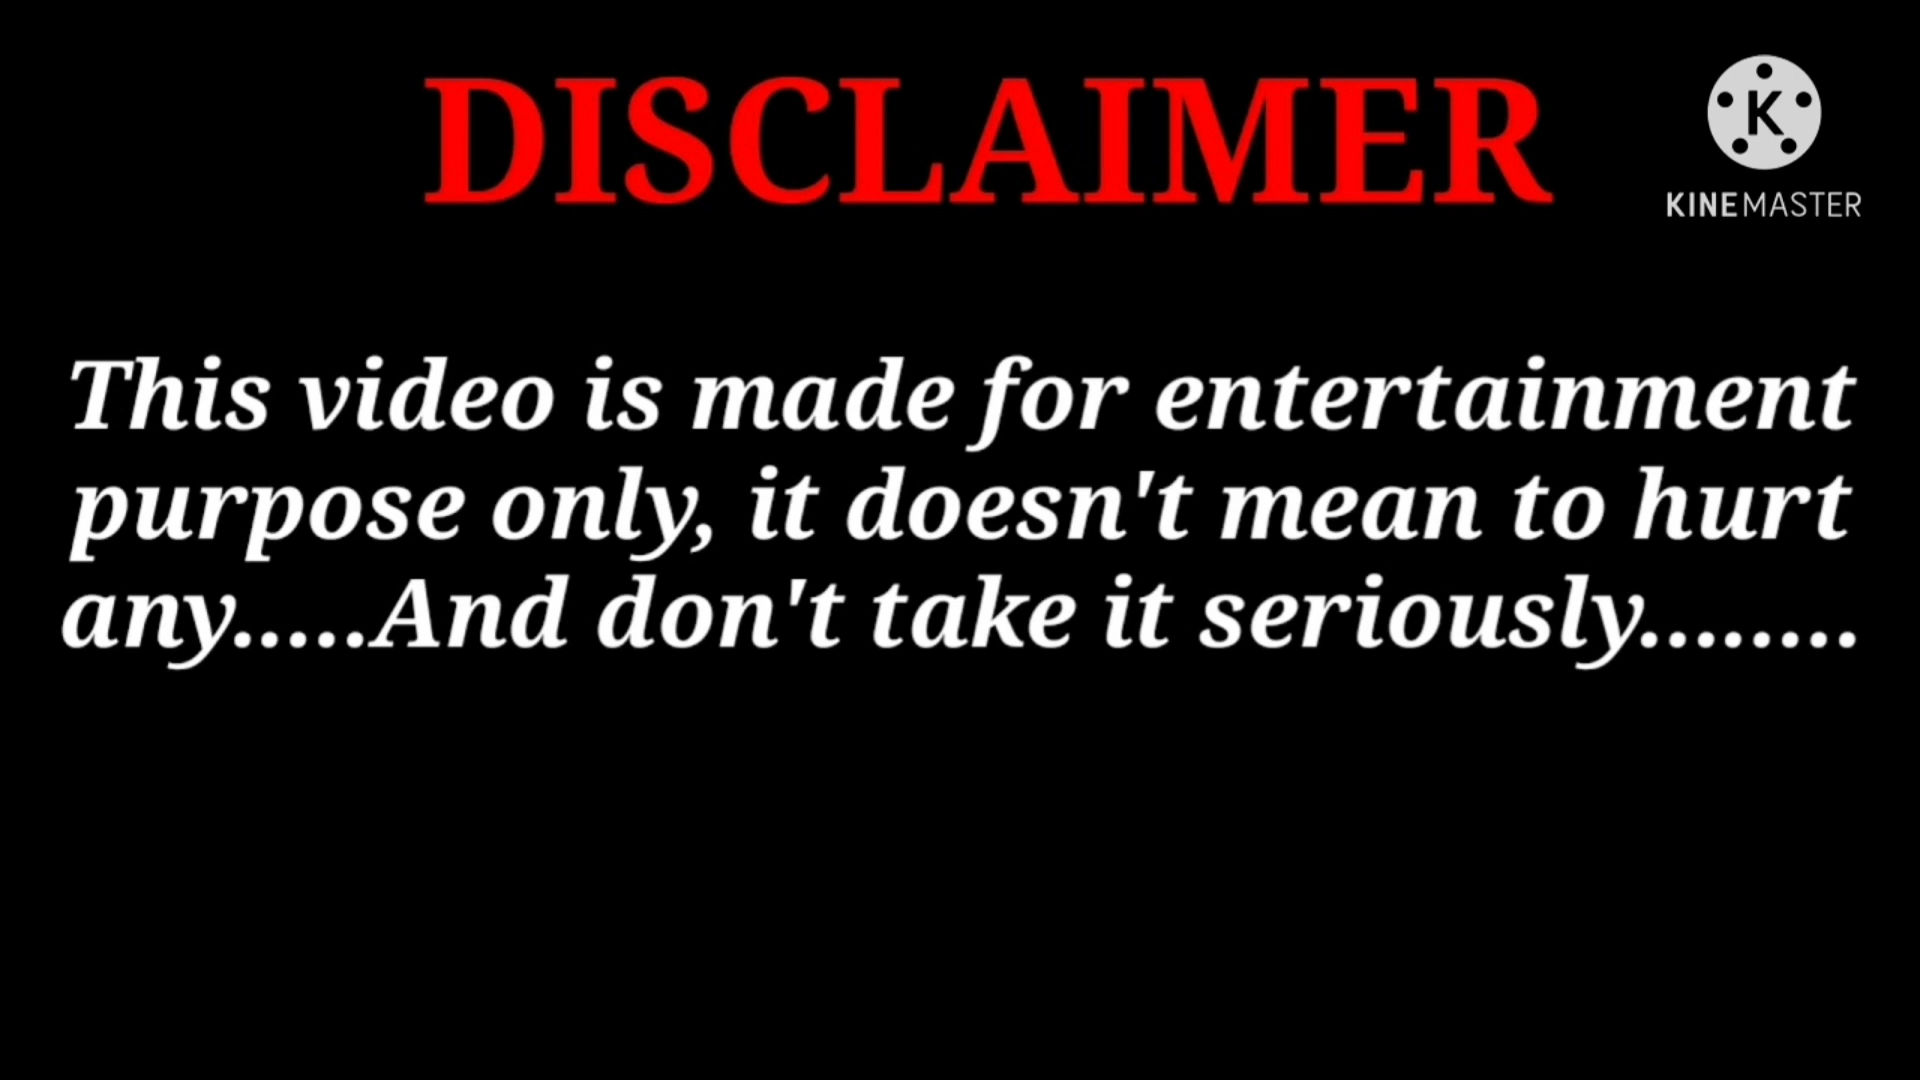 DISCLAIMER
K
KINEMASTER
This video is made for entertainment
purpose only, it doesn't mean to hurt
any.....And don't take it seriously........